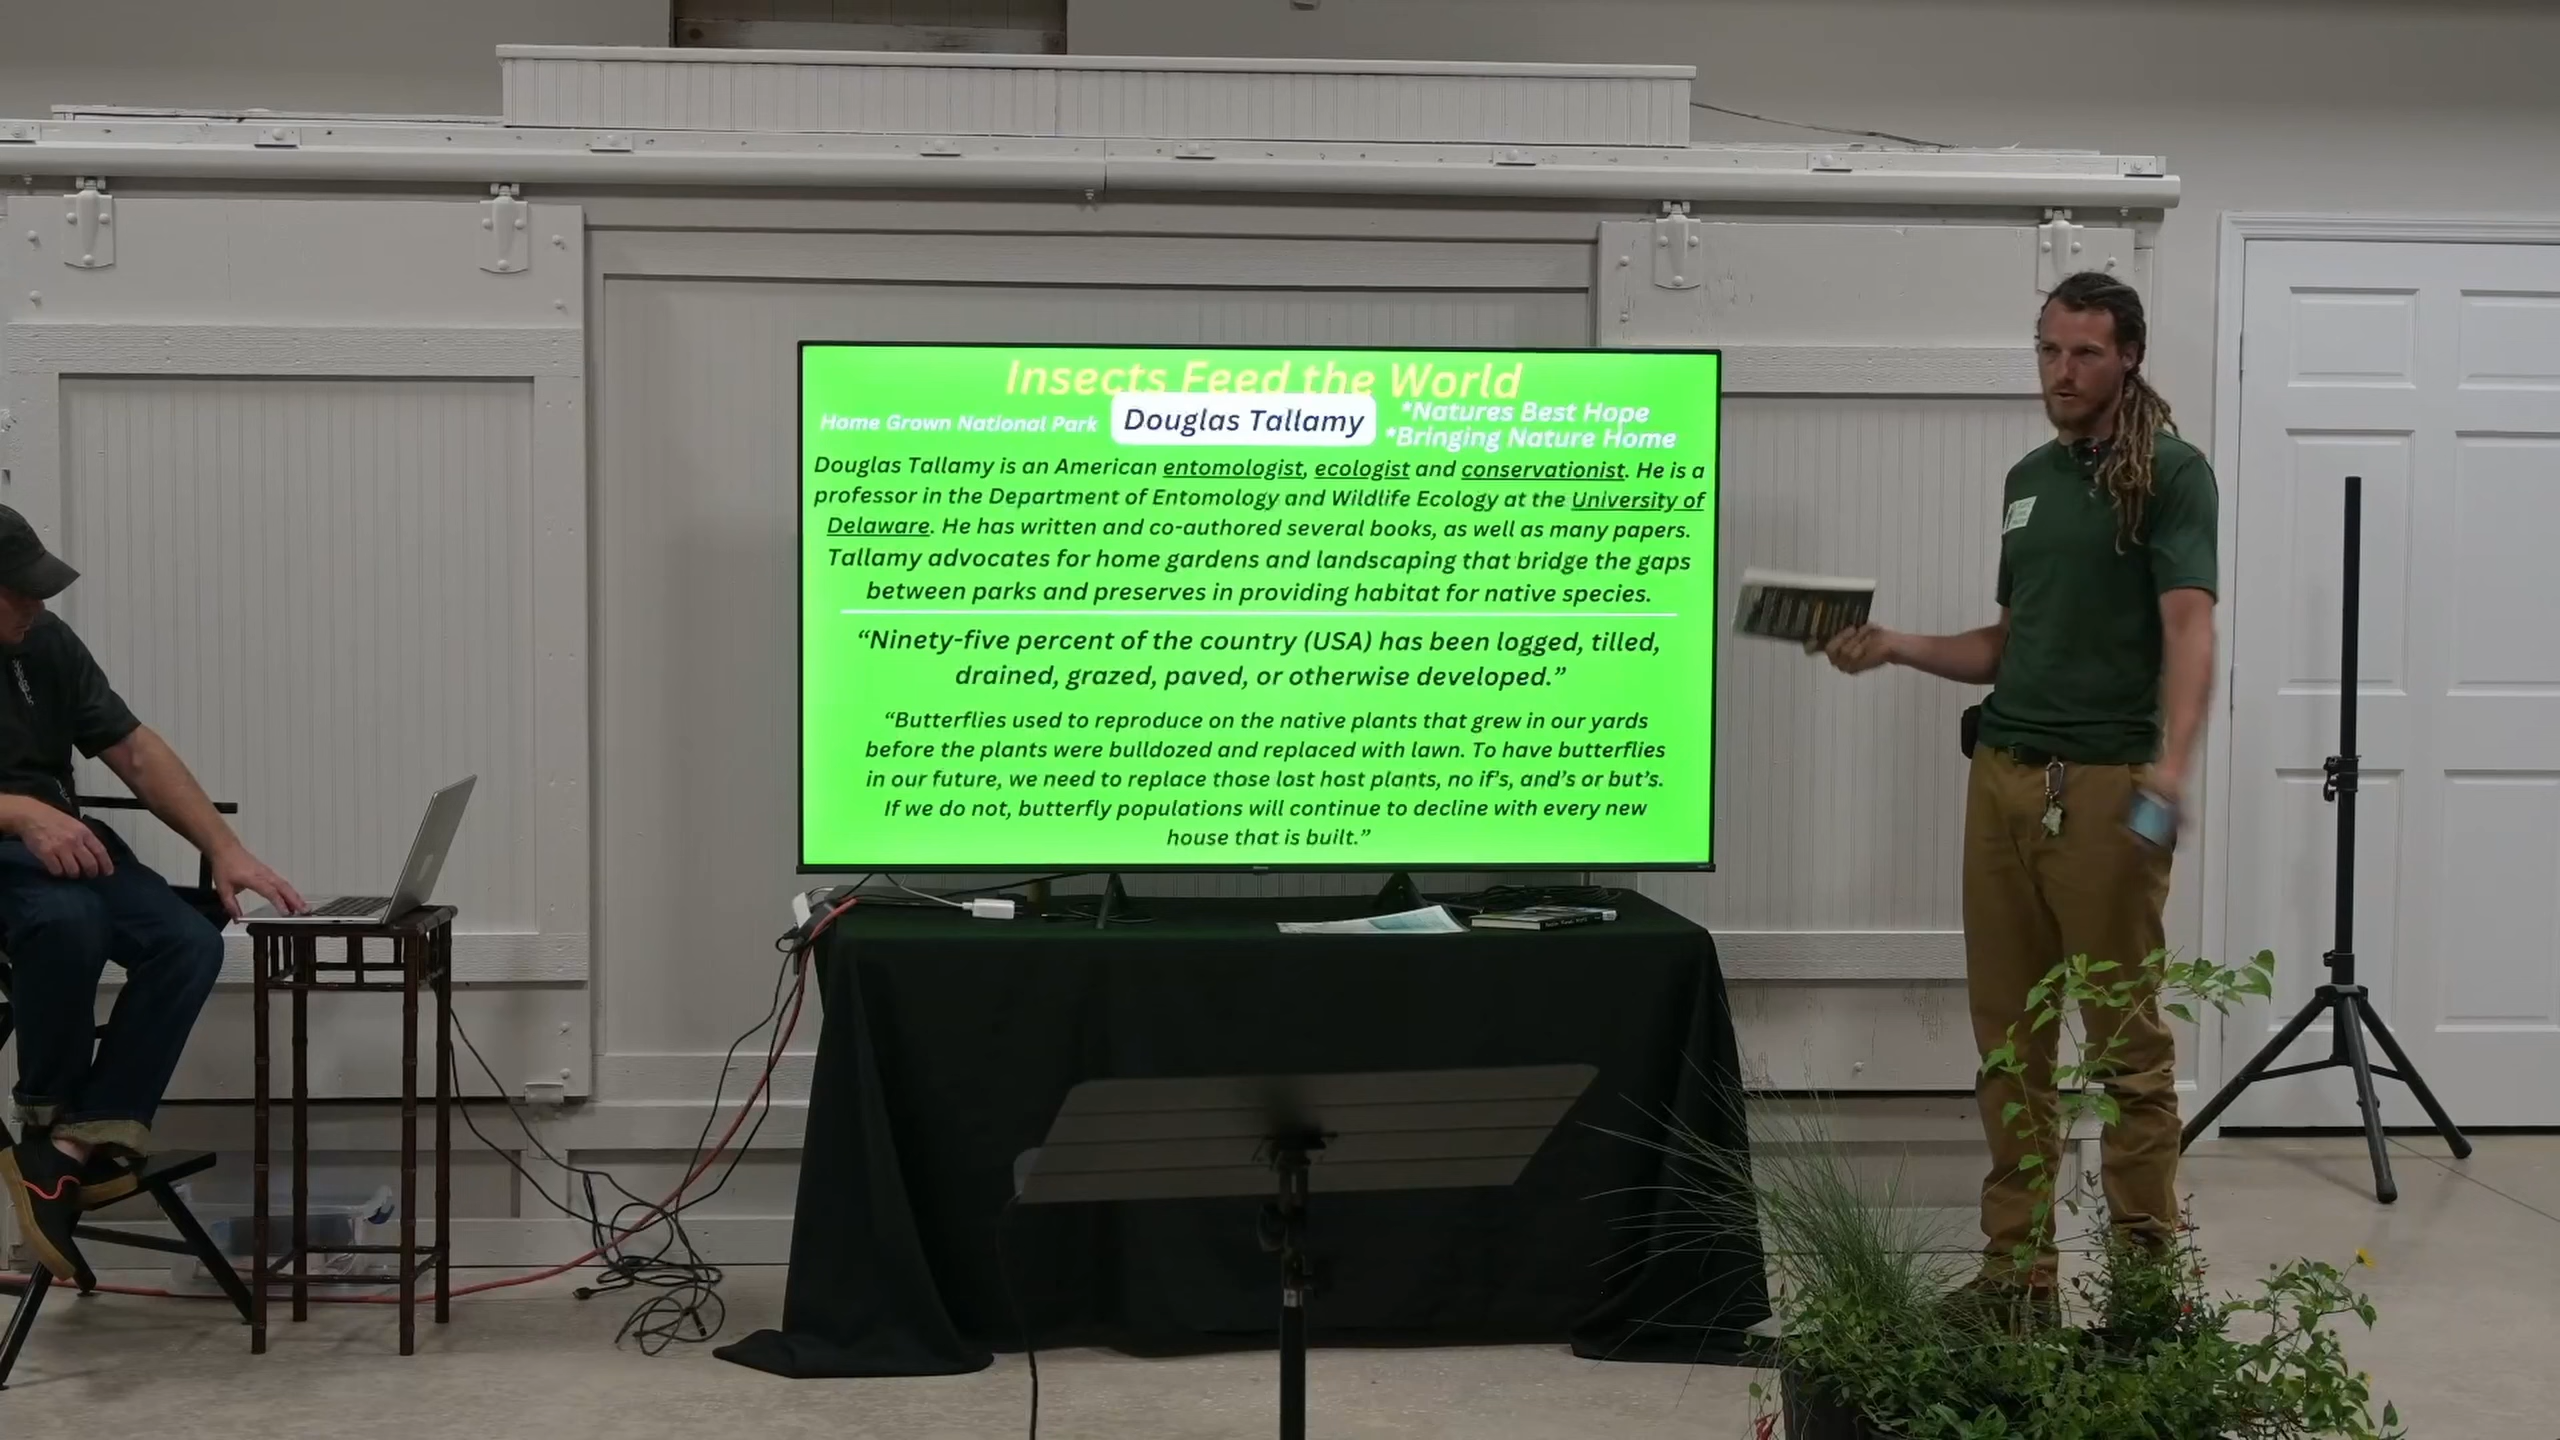 Insects Feed the World
Home Grown National Park
Douglas Tallamy
*Natures Best Hope
*Bringing Nature Home
Douglas Tallamy is an American entomologist, ecologist and conservationist. He is a
professor in the Department of Entomology and Wildlife Ecology at the University of
Delaware. He has written and co-authored several books, as well as many papers.
Tallamy advocates for home gardens and landscaping that bridge the gaps
between parks and preserves in providing habitat for native species.
“Ninety-five percent of the country (USA) has been logged, tilled,
drained, grazed, paved, or otherwise developed.”
“Butterflies used to reproduce on the native plants that grew in our yards
before the plants were bulldozed and replaced with lawn. To have butterflies
in our future, we need to replace those lost host plants, no if's, and's or but's.
If we do not, butterfly populations will continue to decline with every new
house that is built.”